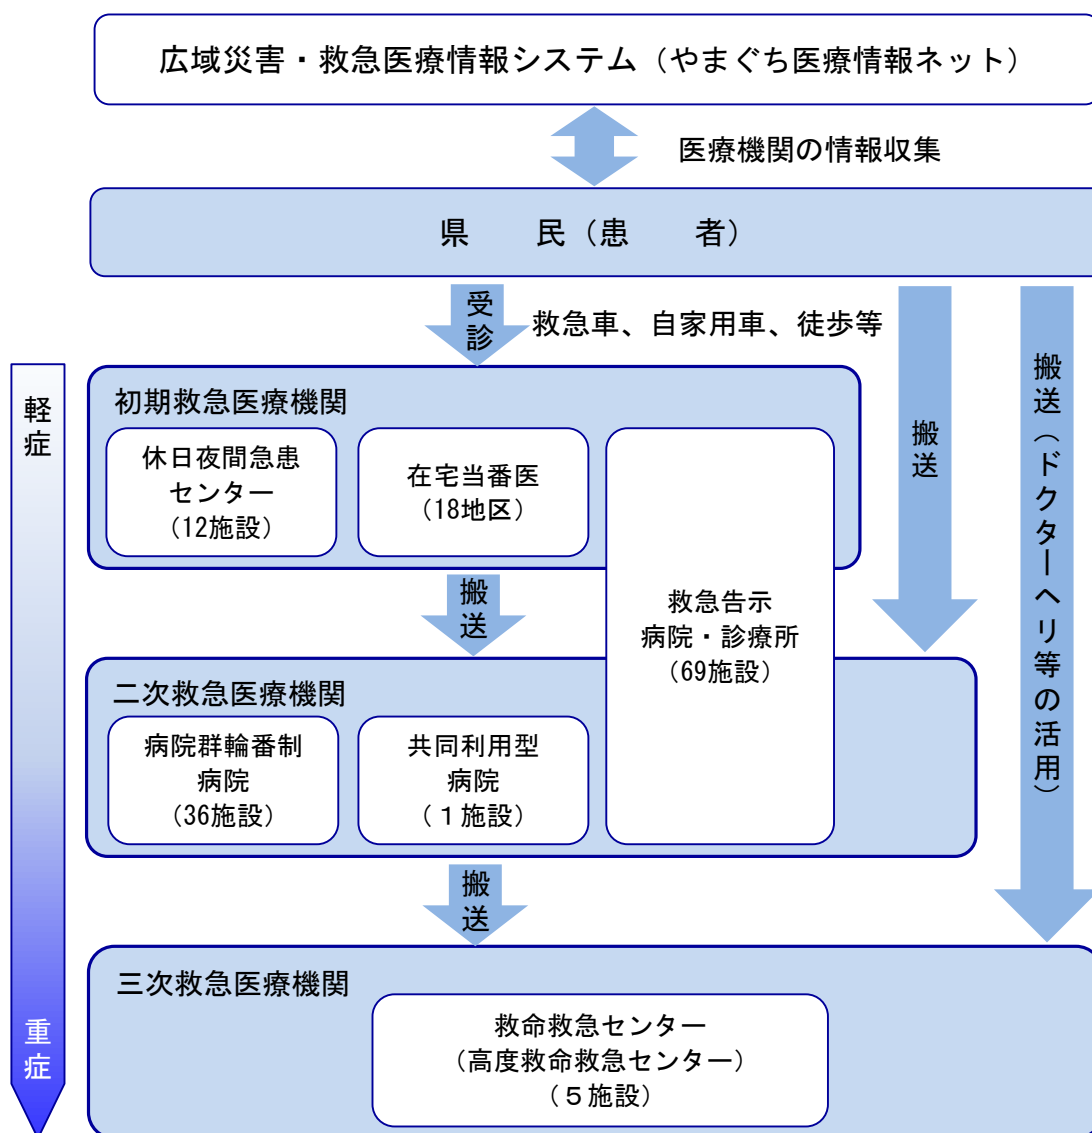 広域災害・救急医療情報システム（やまぐち医療情報ネット）
医療機関の情報収集
県　民（患　者）
受診
救急車、自家用車、徒歩等
搬送
搬送（ドクターヘリ等の活用）
軽症
初期救急医療機関
休日夜間急患
センター
（12施設）
在宅当番医
（18地区）
救急告示
病院・診療所
（69施設）
搬送
二次救急医療機関
病院群輪番制
病院
（36施設）
共同利用型
病院
（１施設）
搬送
三次救急医療機関
救命救急センター
（高度救命救急センター）
（５施設）
重症